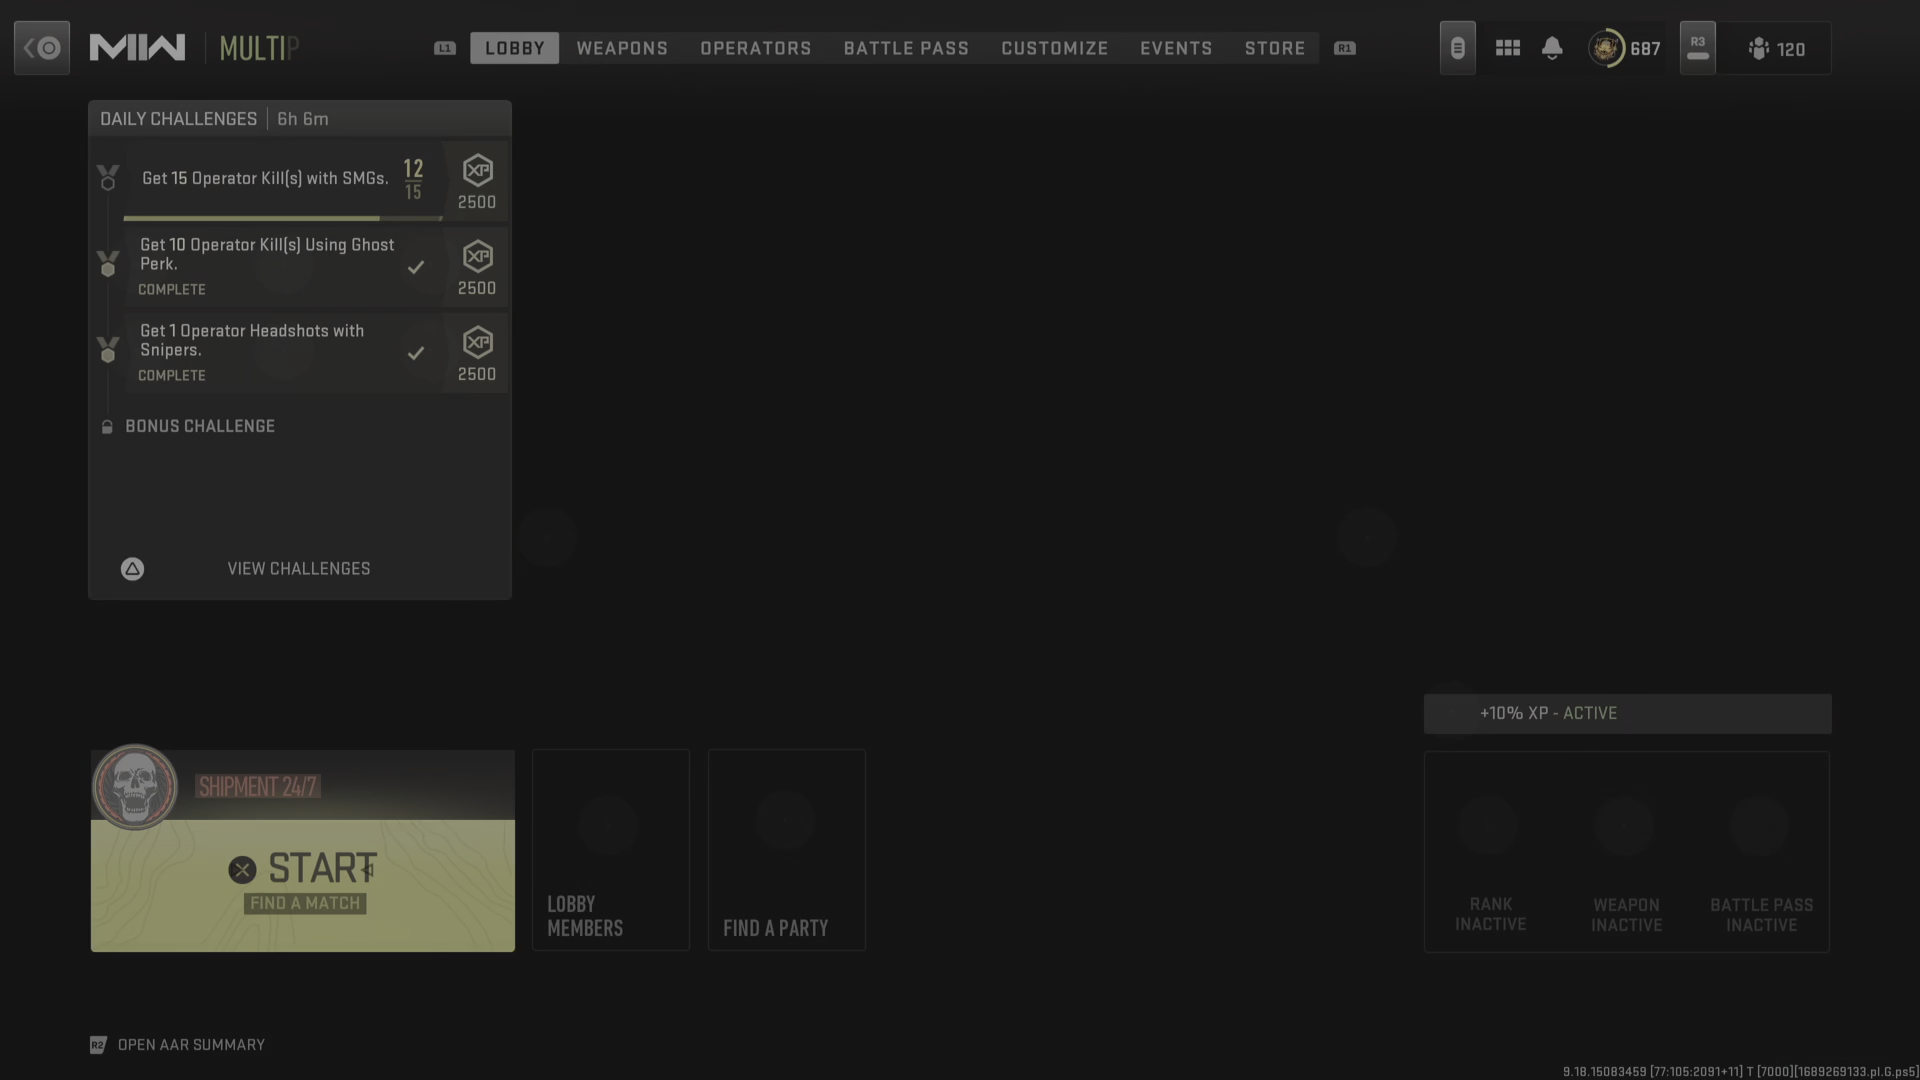 MW MULTIP
L1 LOBBY WEAPONS OPERATORS BATTLE PASS CUSTOMIZE EVENTS STORE R1
687 R3 120
DAILY CHALLENGES 6h 6m
Get 15 Operator Kill(s) with SMGs. 12
15
XP
2500
Get 10 Operator Kill(s) Using Ghost
Perk.
COMPLETE
XP
2500
Get 1 Operator Headshots with
Snipers.
COMPLETE
XP
2500
BONUS CHALLENGE
VIEW CHALLENGES
+10% XP - ACTIVE
SHIPMENT 24/7
START
FIND A MATCH
LOBBY
MEMBERS
FIND A PARTY
RANK
INACTIVE
WEAPON
INACTIVE
BATTLE PASS
INACTIVE
R2 OPEN AAR SUMMARY
9.18.15083459 [77:105:2091+11] T [7000][1689269133.pl.G.ps5]